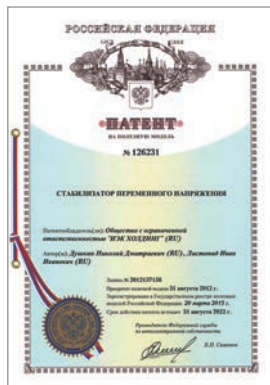 РОССИЙСКАЯ ФЕДЕРАЦИЯ
ПАТЕНТ
НА ПОЛЕЗНУЮ МОДЕЛЬ
№ 126231
СТАБИЛИЗАТОР ПЕРЕМЕННОГО НАПРЯЖЕНИЯ
Патентообладатель(ли): Общество с ограниченной
ответственностью "НЭК ХОЛДИНГ" (RU)
Автор(ы): Душкин Николай Дмитриевич (RU), Листопад Иван
Иванович (RU)
Заявка № 2012137158
Приоритет полезной модели 31 августа 2012 г.
Зарегистрировано в Государственном реестре полезных
моделей Российской Федерации 20 марта 2013 г.
Срок действия патента истекает 31 августа 2022 г.
Руководитель Федеральной службы
по интеллектуальной собственности
Б.П. Симонов